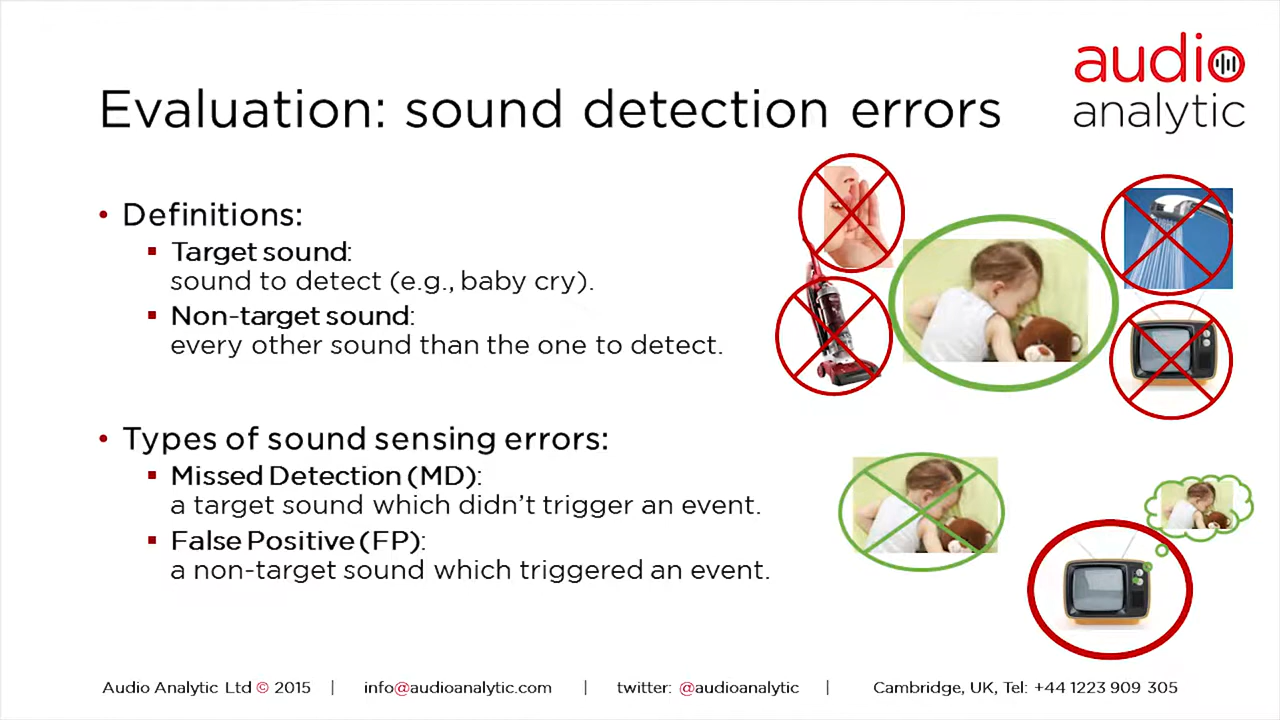 audio
analytic
Evaluation: sound detection errors
• Definitions:
▪ Target sound:
sound to detect (e.g., baby cry).
▪ Non-target sound:
every other sound than the one to detect.
• Types of sound sensing errors:
▪ Missed Detection (MD):
a target sound which didn’t trigger an event.
▪ False Positive (FP):
a non-target sound which triggered an event.
Audio Analytic Ltd © 2015 | info@audioanalytic.com | twitter: @audioanalytic | Cambridge, UK, Tel: +44 1223 909 305